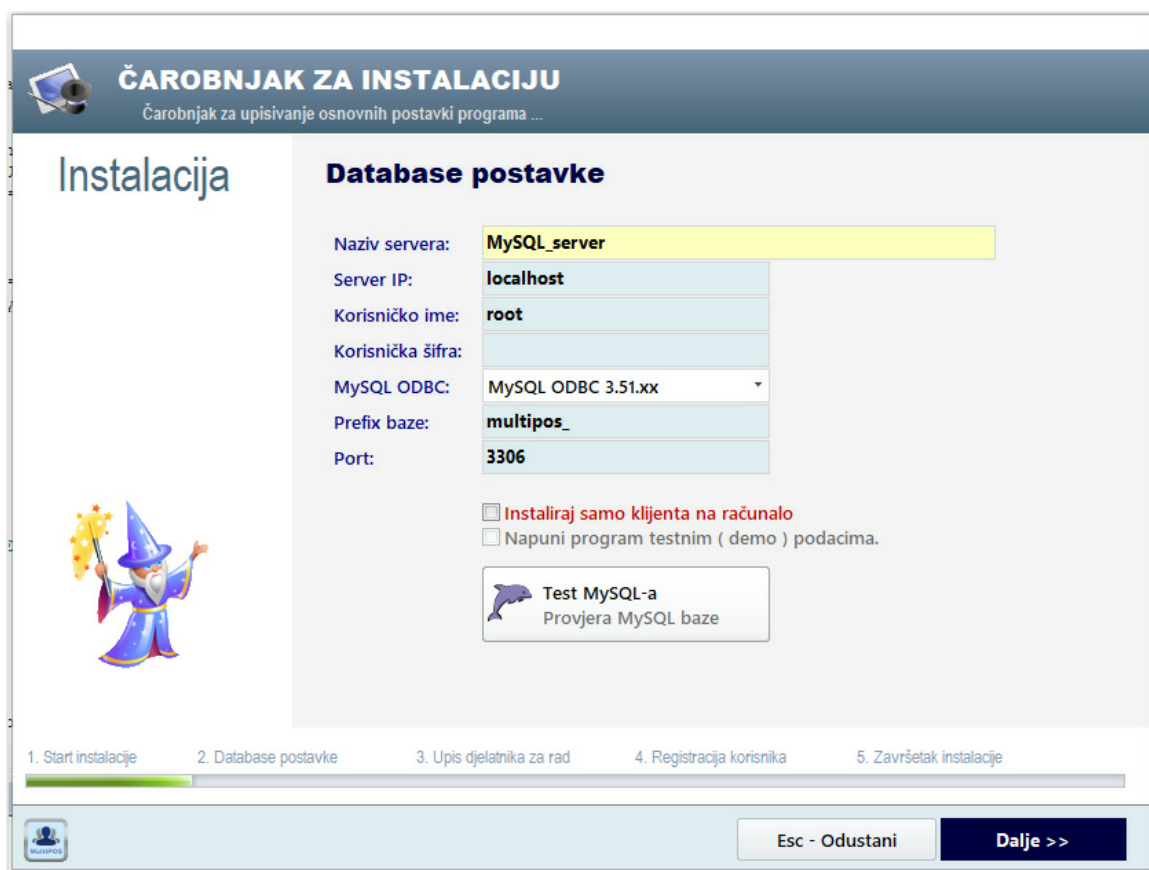 ČAROBNJAK ZA INSTALACIJU
Čarobnjak za upisivanje osnovnih postavki programa ...
Instalacija
Database postavke
Naziv servera: MySQL_server
Server IP: localhost
Korisničko ime: root
Korisnička šifra:
MySQL ODBC: MySQL ODBC 3.51.xx
Prefix baze: multipos_
Port: 3306
Instaliraj samo klijenta na računalo
Napuni program testnim ( demo ) podacima.
Test MySQL-a
Provjera MySQL baze
1. Start instalacije 2. Database postavke 3. Upis djelatnika za rad 4. Registracija korisnika 5. Završetak instalacije
MultiPOS
Esc - Odustani Dalje >>